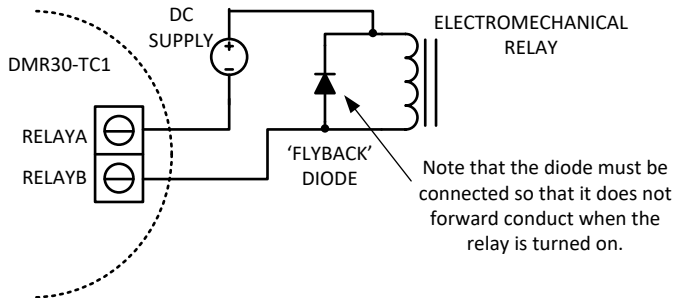 DC
SUPPLY
ELECTROMECHANICAL
RELAY
DMR30-TC1
+
-
RELAYA
RELAYB
‘FLYBACK’
DIODE
Note that the diode must be
connected so that it does not
forward conduct when the
relay is turned on.